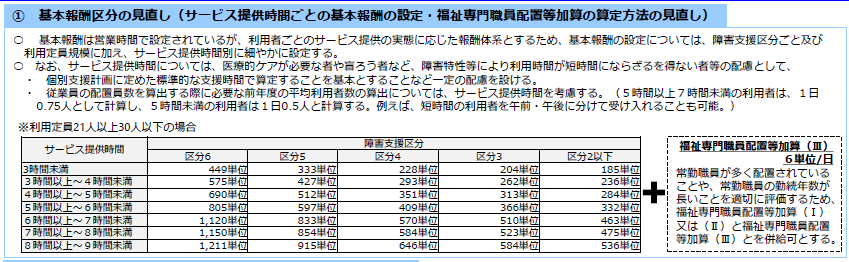 ① 基本報酬区分の見直し（サービス提供時間ごとの基本報酬の設定・福祉専門職員配置等加算の算定方法の見直し）
○ 基本報酬は営業時間で設定されているが、利用者ごとのサービス提供の実態に応じた報酬体系とするため、基本報酬の設定については、障害支援区分ごと及び
利用定員規模に加え、サービス提供時間別に細やかに設定する。
○ なお、サービス提供時間については、医療的ケアが必要な者や盲ろう者など、障害特性等により利用時間が短時間にならざるを得ない者等の配慮として、
・ 個別支援計画に定めた標準的な支援時間で算定することを基本とすることなど一定の配慮を設ける。
・ 従業員の配置員数を算出する際に必要な前年度の平均利用者数の算出については、サービス提供時間を考慮する。（５時間以上７時間未満の利用者は、１日
0.75人として計算し、５時間未満の利用者は１日0.5人と計算する。例えば、短時間の利用者を午前・午後に分けて受け入れることも可能。）
※利用定員21人以上30人以下の場合
サービス提供時間 障害支援区分
区分6 区分5 区分4 区分3 区分2以下
3時間未満 449単位 333単位 228単位 204単位 185単位
３時間以上～４時間未満 575単位 427単位 293単位 262単位 236単位
４時間以上～５時間未満 690単位 512単位 351単位 313単位 284単位
５時間以上～６時間未満 805単位 597単位 409単位 366単位 332単位
６時間以上～７時間未満 1,120単位 833単位 570単位 510単位 463単位
７時間以上～８時間未満 1,150単位 854単位 584単位 523単位 475単位
８時間以上～９時間未満 1,211単位 915単位 646単位 584単位 536単位
福祉専門職員配置等加算（Ⅲ）
６単位/日
常勤職員が多く配置されている
ことや、常勤職員の勤続年数が
長いことを適切に評価するため、
福祉専門職員配置等加算（Ⅰ）
又は（Ⅱ）と福祉専門職員配置
等加算（Ⅲ）とを併給可とする。